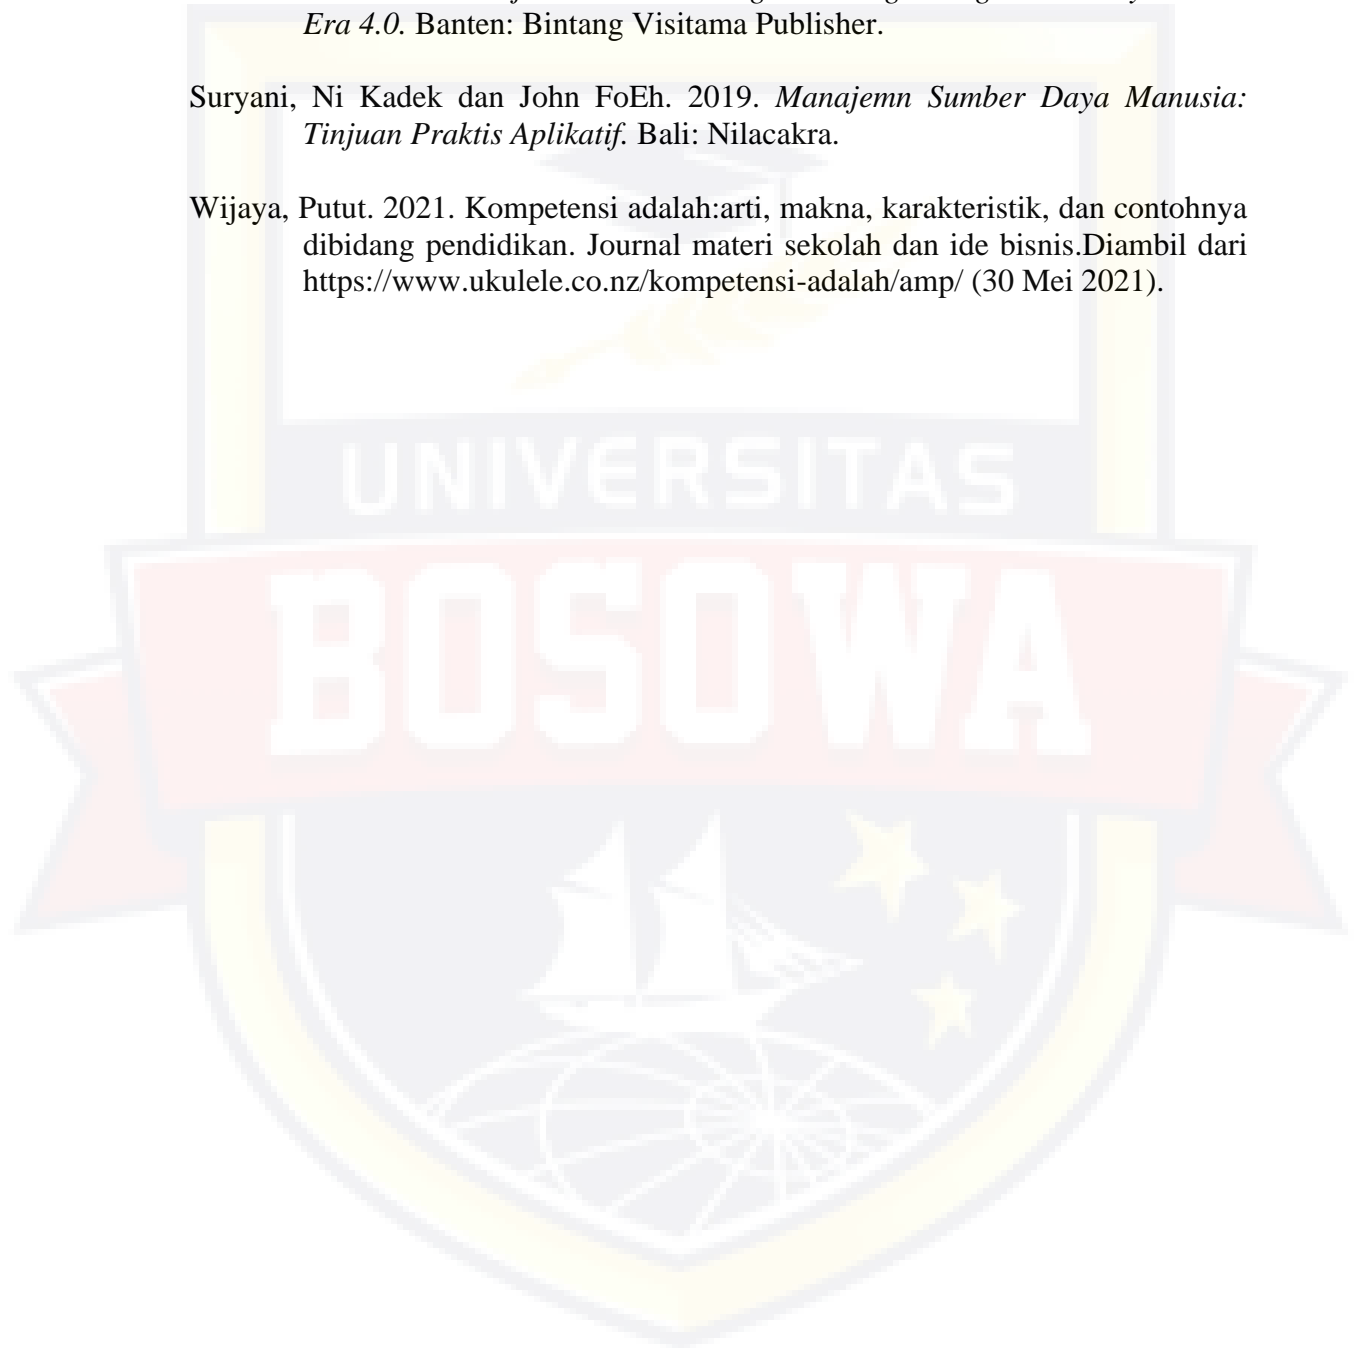 Era 4.0. Banten: Bintang Visitama Publisher.
Suryani, Ni Kadek dan John FoEh. 2019. Manajemn Sumber Daya Manusia:
Tinjuan Praktis Aplikatif. Bali: Nilacakra.
Wijaya, Putut. 2021. Kompetensi adalah:arti, makna, karakteristik, dan contohnya
dibidang pendidikan. Journal materi sekolah dan ide bisnis.Diambil dari
https://www.ukulele.co.nz/kompetensi-adalah/amp/ (30 Mei 2021).
UNIVERSITAS
BOSOWA